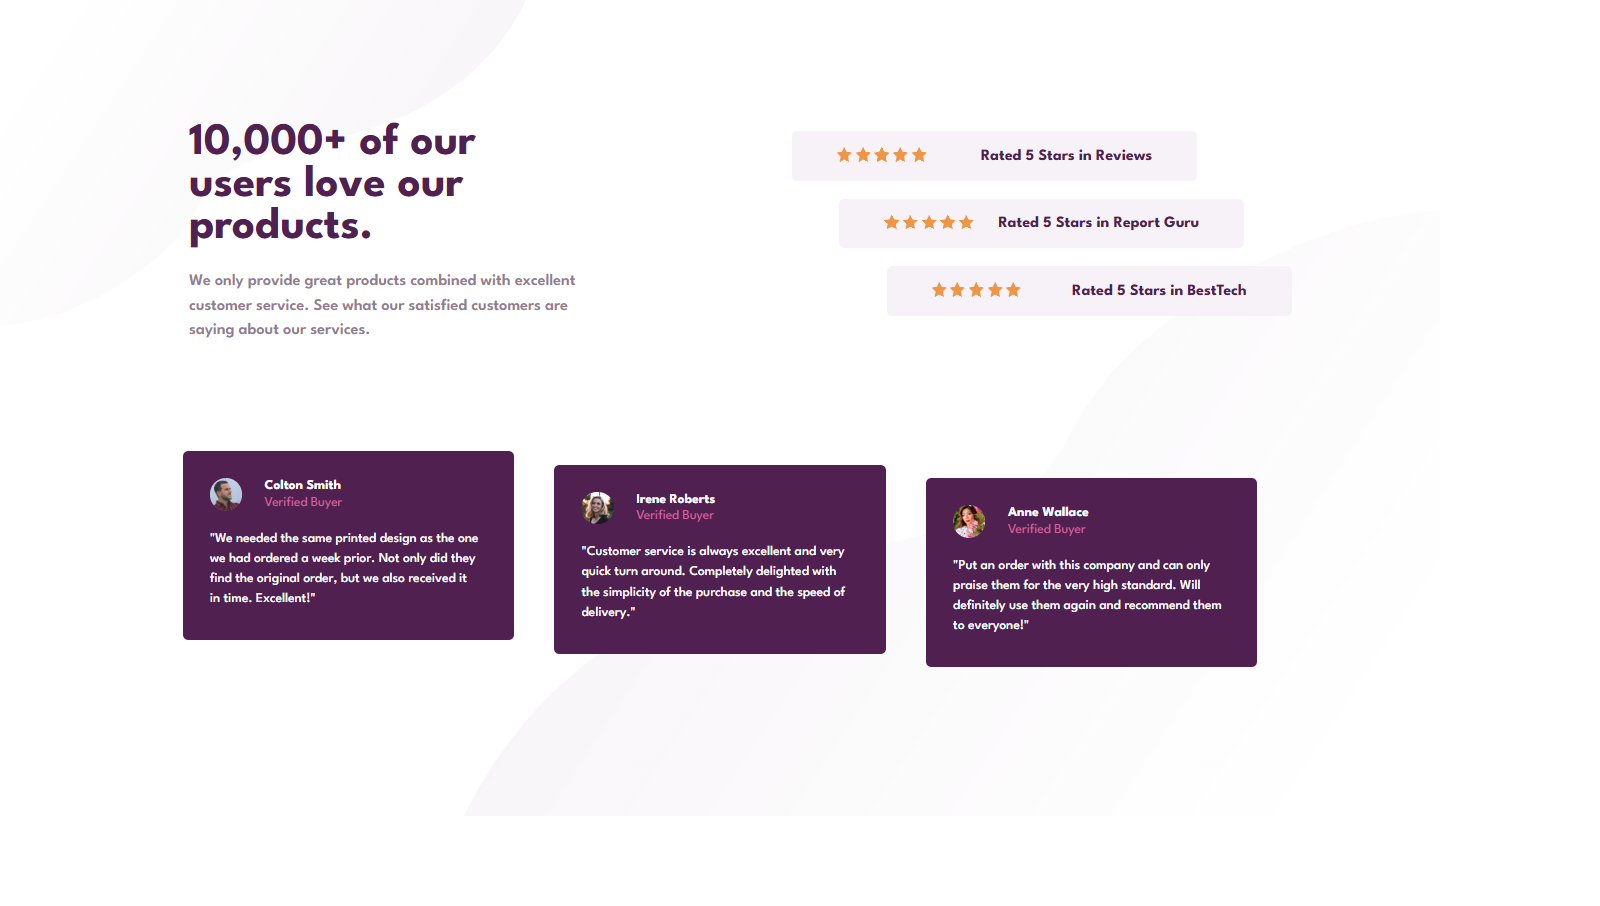 10,000+ of our
users love our
products.
We only provide great products combined with excellent
customer service. See what our satisfied customers are
saying about our services.
Rated 5 Stars in Reviews
Rated 5 Stars in Report Guru
Rated 5 Stars in BestTech
Colton Smith
Verified Buyer
"We needed the same printed design as the one
we had ordered a week prior. Not only did they
find the original order, but we also received it
in time. Excellent!"
Irene Roberts
Verified Buyer
"Customer service is always excellent and very
quick turn around. Completely delighted with
the simplicity of the purchase and the speed of
delivery."
Anne Wallace
Verified Buyer
"Put an order with this company and can only
praise them for the very high standard. Will
definitely use them again and recommend them
to everyone!"